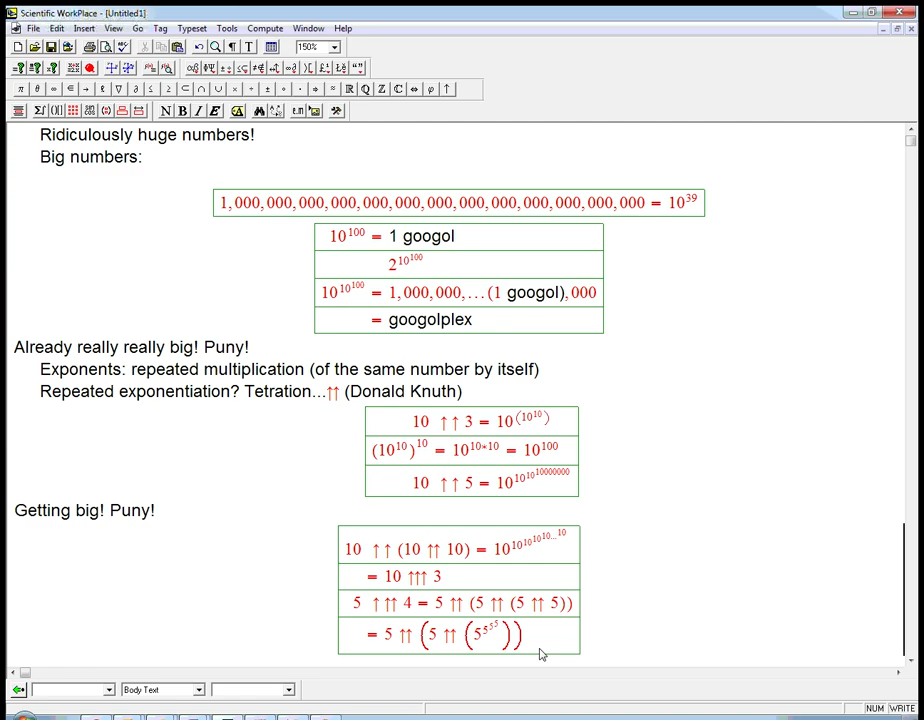 Scientific WorkPlace - [Untitled1]
File Edit Insert View Go Tag Typeset Tools Compute Window Help
150%
N B I E
Ridiculously huge numbers!
Big numbers:
1,000,000,000,000,000,000,000,000,000,000,000,000,000 = 10^39
10^100 = 1 googol
2^10^100
10^10^100 = 1,000,000,…(1 googol),000
= googolplex
Already really really big! Puny!
Exponents: repeated multiplication (of the same number by itself)
Repeated exponentiation? Tetration...↑↑ (Donald Knuth)
10 ↑↑ 3 = 10^(10^10)
(10^10)^10 = 10^10*10 = 10^100
10 ↑↑ 5 = 10^10^10^10000000
Getting big! Puny!
10 ↑↑ (10 ↑↑ 10) = 10^10^10^10^10…^10
= 10 ↑↑↑ 3
5 ↑↑↑ 4 = 5 ↑↑ (5 ↑↑ (5 ↑↑ 5))
= 5 ↑↑ (5 ↑↑ (5^5^5^5))
Body Text
NUM WRITE